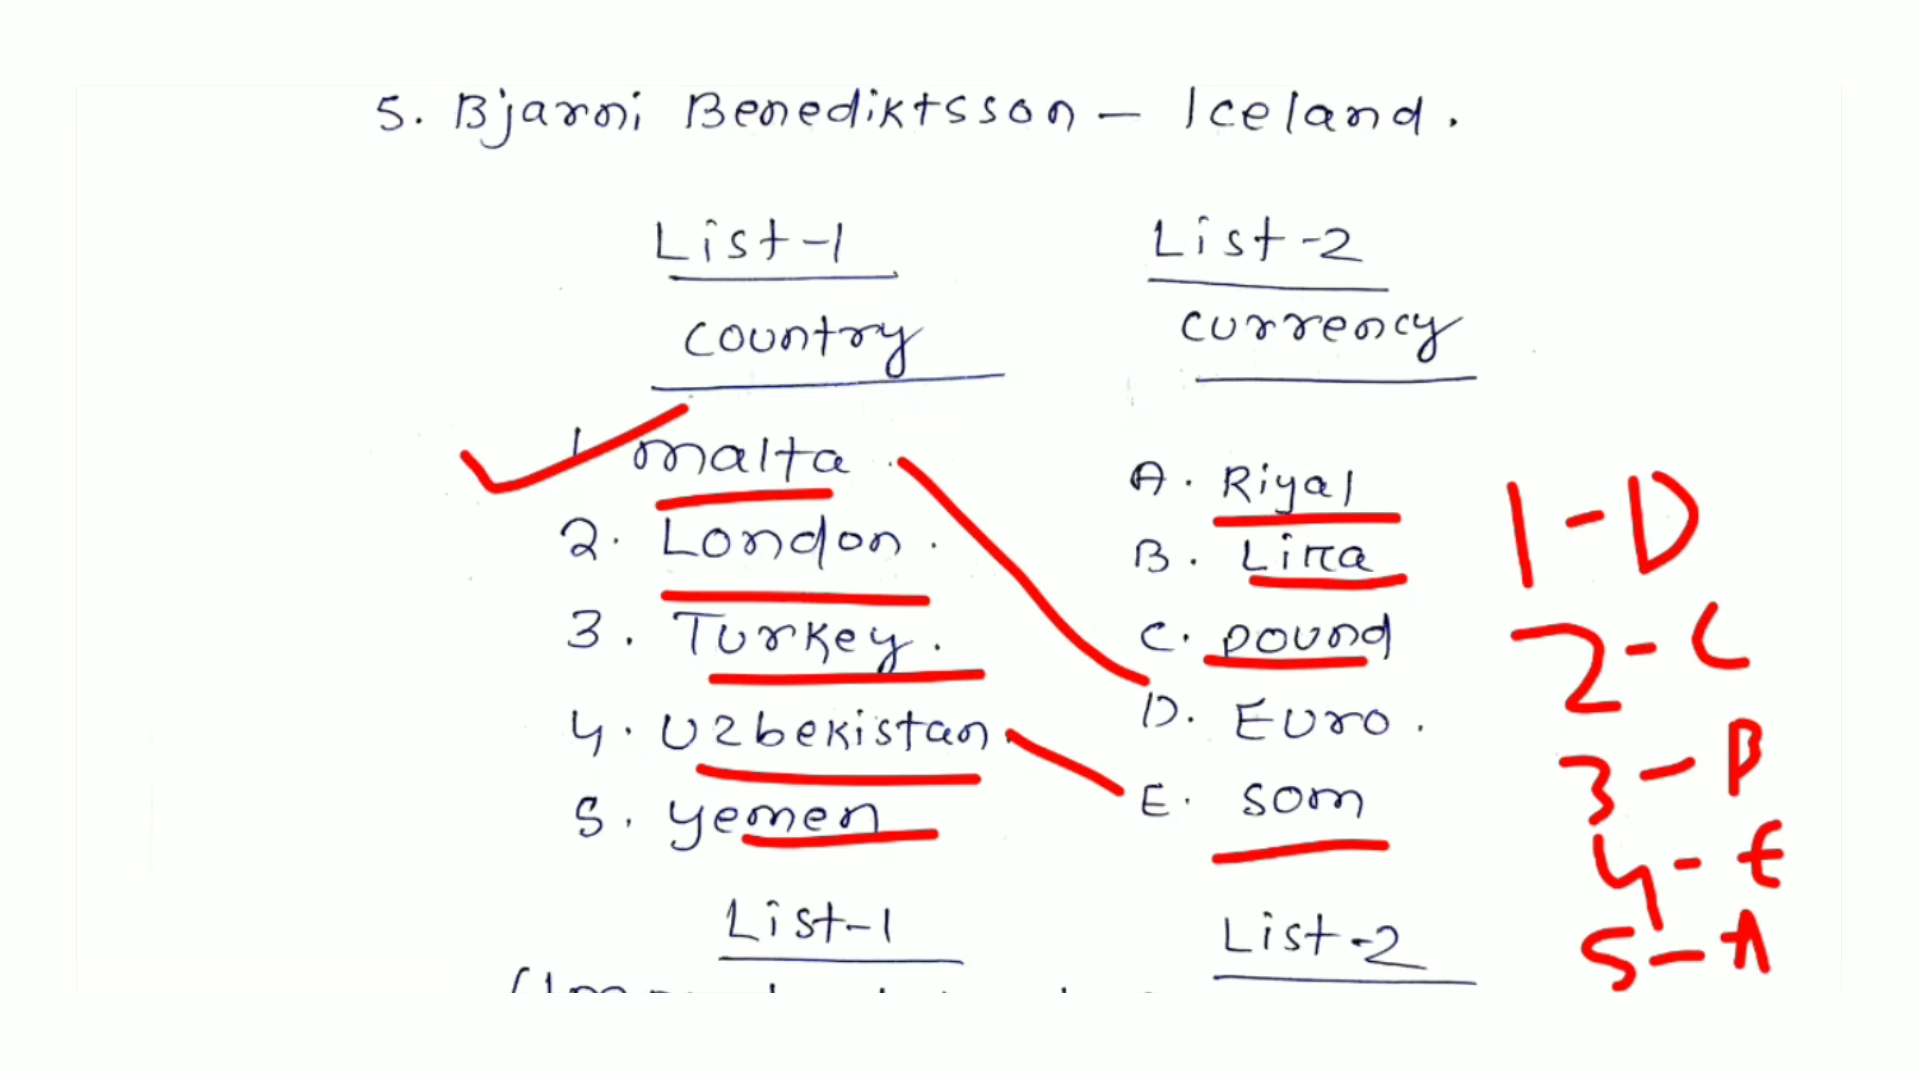 5. Bjarni Benediktsson - Iceland.
List-1 List-2
country currency
1 malta
A. Riyal
2. London.
B. Lira
3. Turkey.
C. pound
4. Uzbekistan.
D. Euro.
5. yemen
E. som
1-D
2-C
3-B
4-E
5-A
List-1 List-2